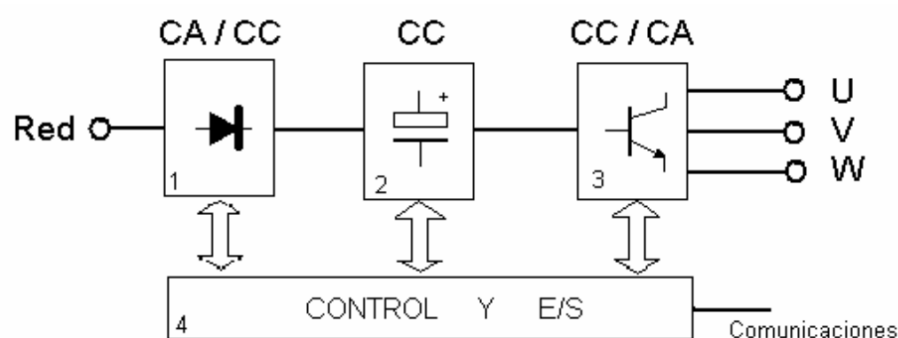 CA / CC
CC
CC / CA
Red
+
U
V
W
1
2
3
4
CONTROL Y E/S
Comunicaciones